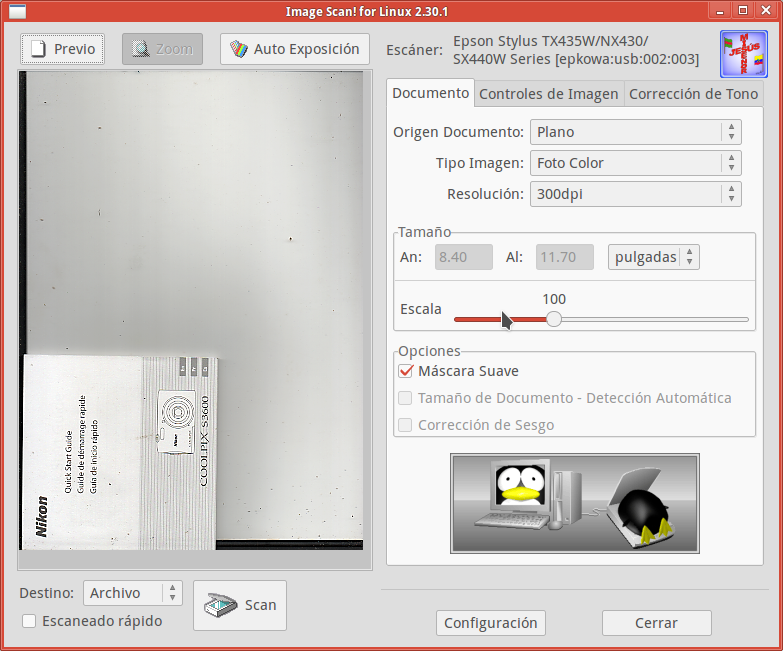 Image Scan! for Linux 2.30.1
Previo
Zoom
Auto Exposición
Escáner:
Epson Stylus TX435W/NX430/
SX440W Series [epkowa:usb:002:003]
JESÚS
Documento
Controles de Imagen
Corrección de Tono
Origen Documento:
Plano
Tipo Imagen:
Foto Color
Resolución:
300dpi
Tamaño
An:
8.40
Al:
11.70
pulgadas
Escala
100
Opciones
Máscara Suave
Tamaño de Documento - Detección Automática
Corrección de Sesgo
Nikon
Quick Start Guide
Guide de démarrage rapide
Guía de inicio rápido
COOLPIX S3600
Destino:
Archivo
Escaneado rápido
Scan
Configuración
Cerrar